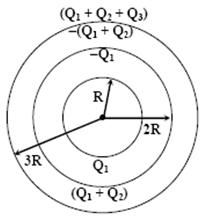 (Q₁ + Q₂ + Q₃)
−(Q₁ + Q₂)
−Q₁
R
3R
2R
Q₁
(Q₁ + Q₂)